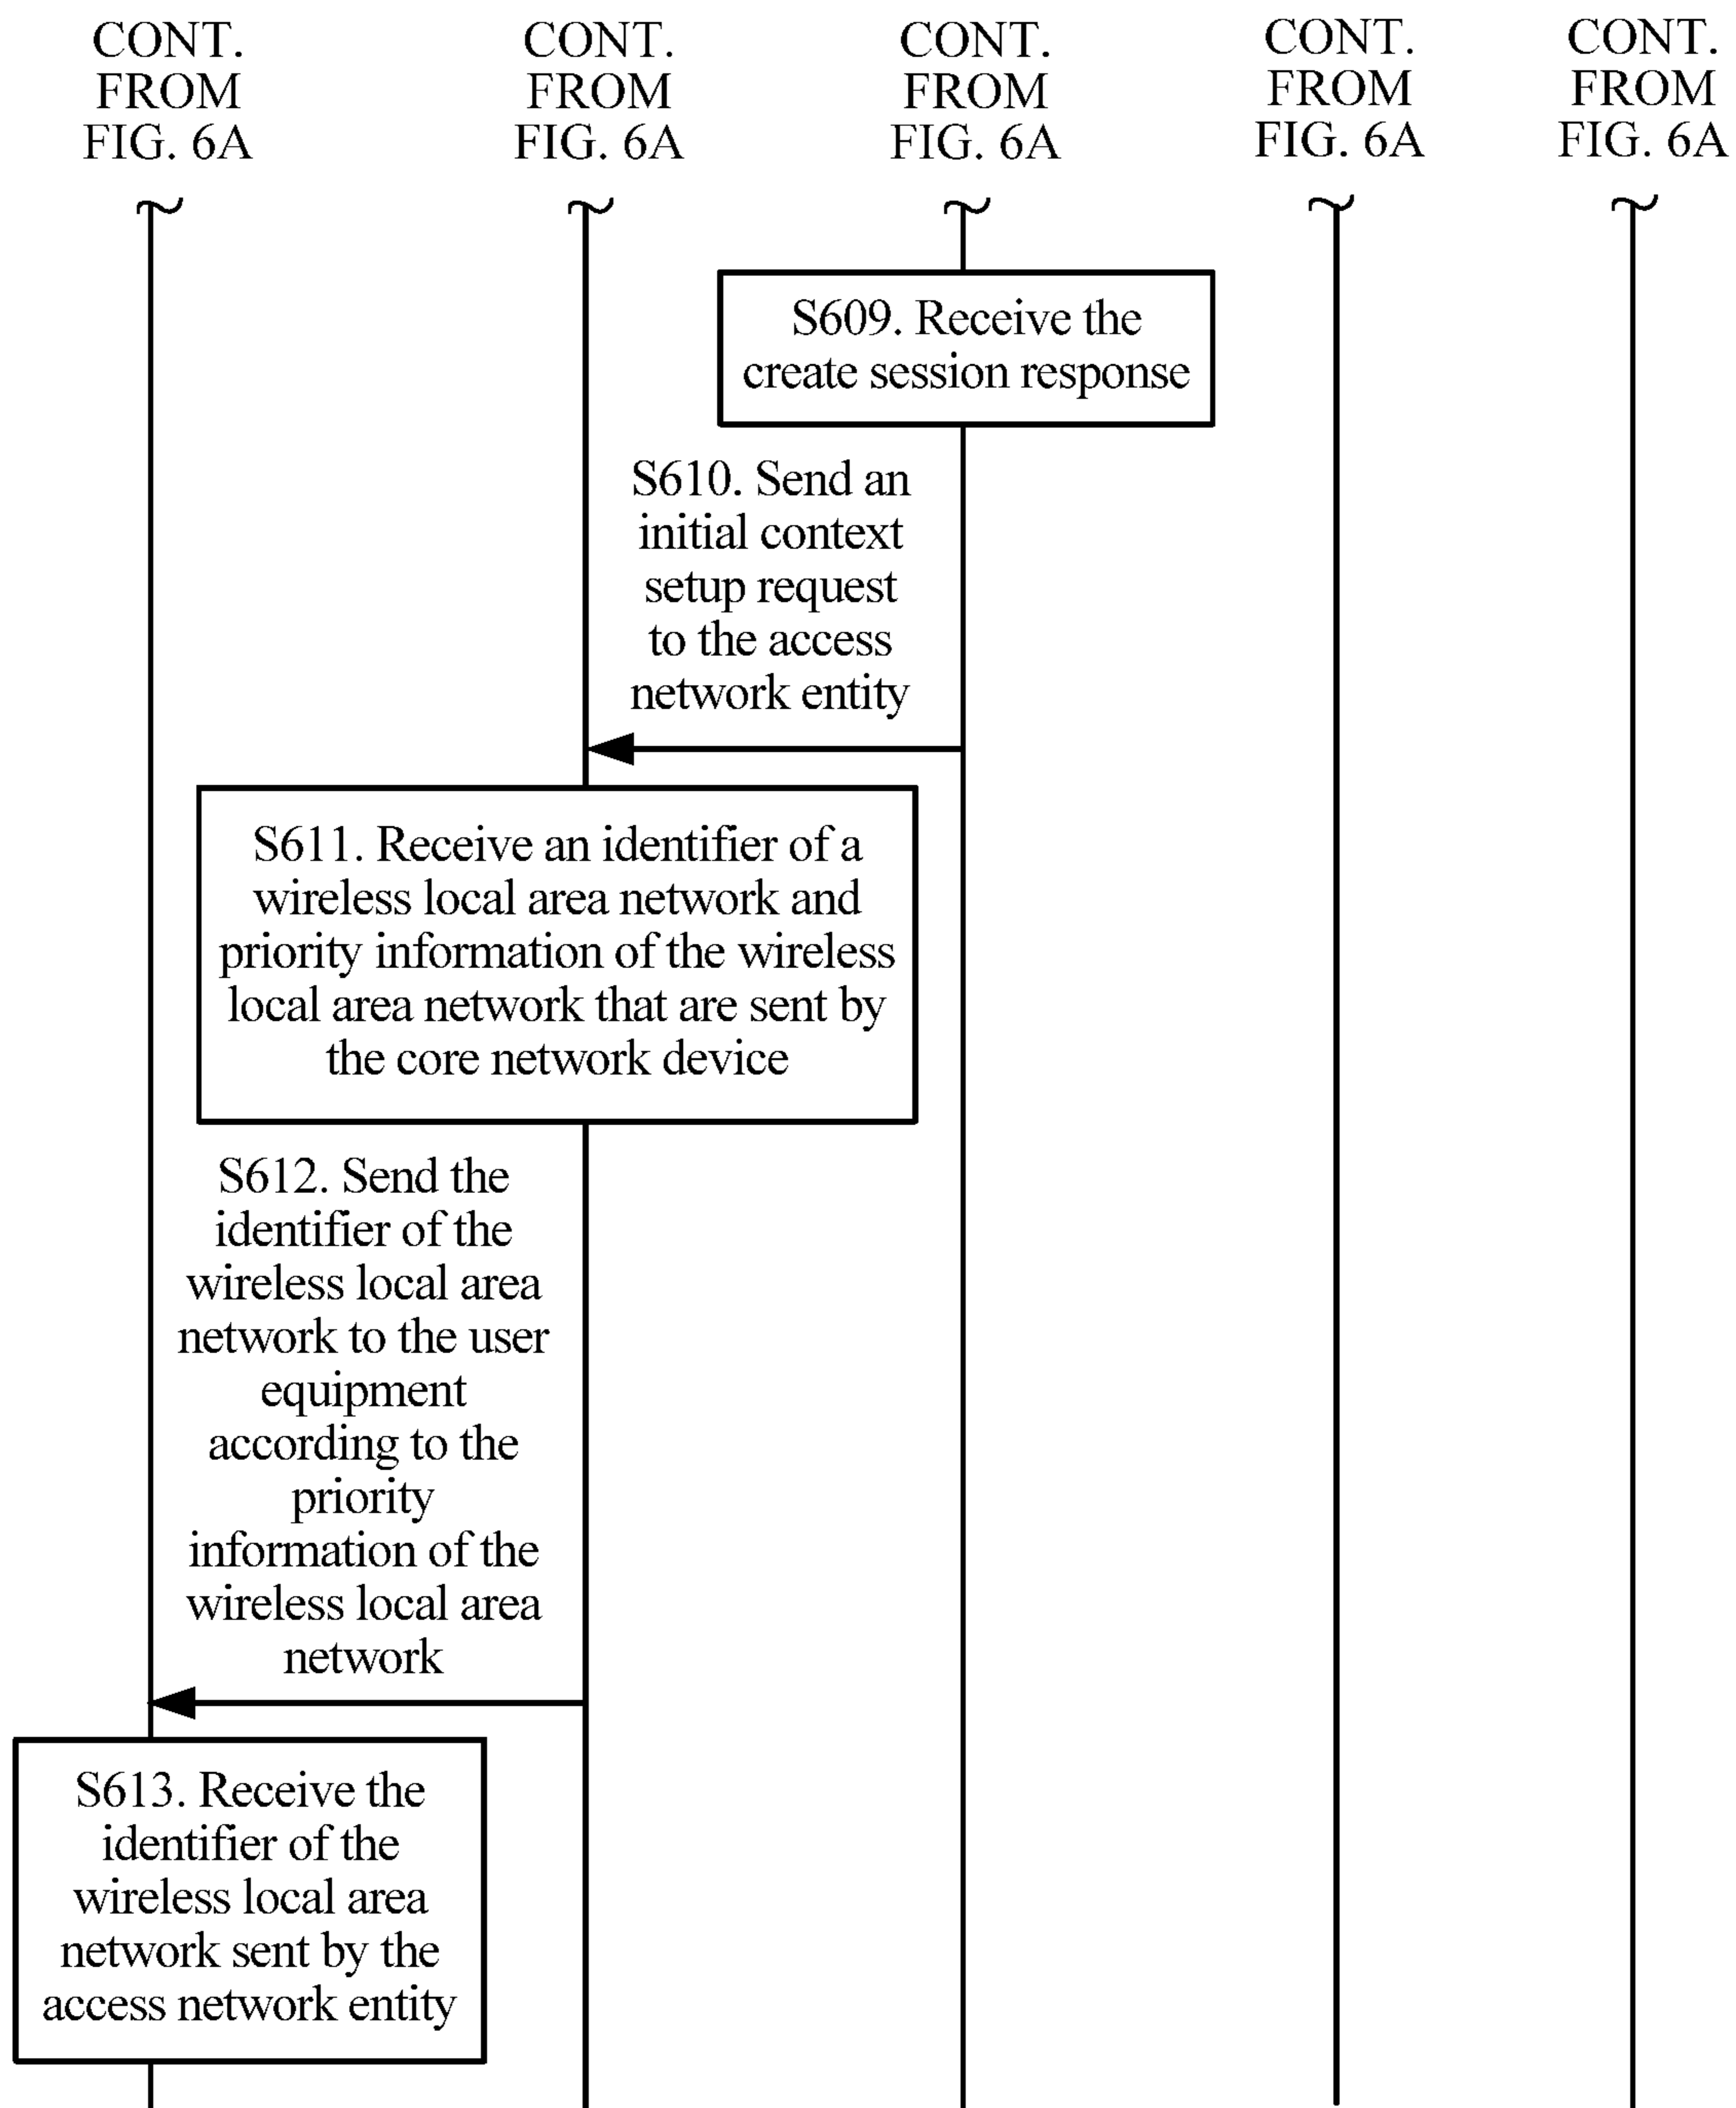 CONT.
FROM
FIG. 6A
CONT.
FROM
FIG. 6A
CONT.
FROM
FIG. 6A
CONT.
FROM
FIG. 6A
CONT.
FROM
FIG. 6A
S609. Receive the
create session response
S610. Send an
initial context
setup request
to the access
network entity
S611. Receive an identifier of a
wireless local area network and
priority information of the wireless
local area network that are sent by
the core network device
S612. Send the
identifier of the
wireless local area
network to the user
equipment
according to the
priority
information of the
wireless local area
network
S613. Receive the
identifier of the
wireless local area
network sent by the
access network entity